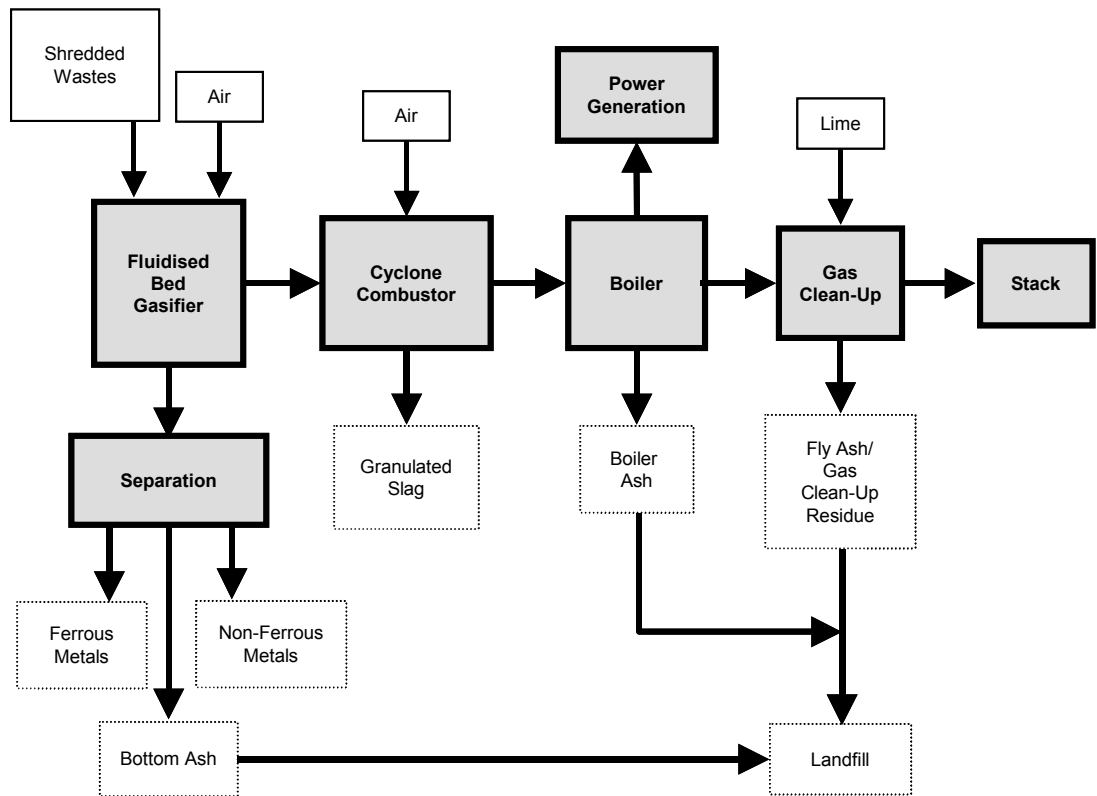 Shredded
Wastes
Air
Air
Power
Generation
Lime
Fluidised
Bed
Gasifier
Cyclone
Combustor
Boiler
Gas
Clean-Up
Stack
Separation
Granulated
Slag
Boiler
Ash
Fly Ash/
Gas
Clean-Up
Residue
Ferrous
Metals
Non-Ferrous
Metals
Bottom Ash
Landfill